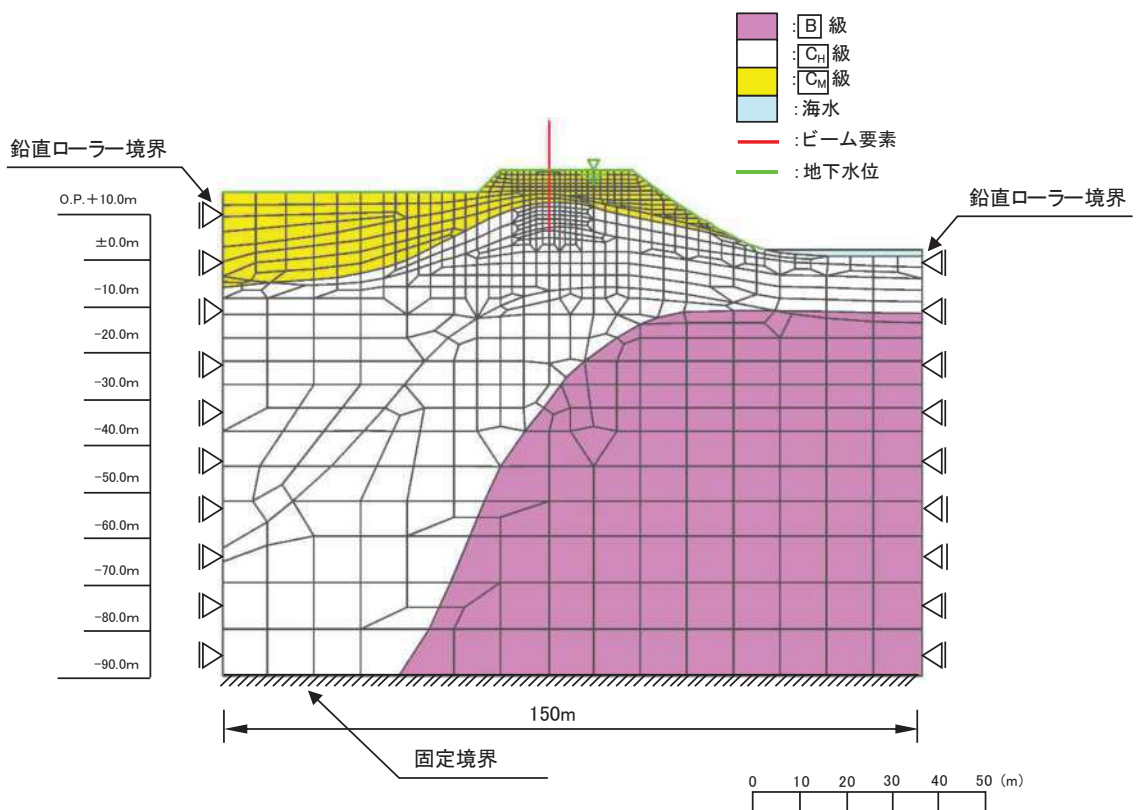 :B 級
:CH 級
:CM 級
:海水
:ビーム要素
:地下水位
鉛直ローラー境界
鉛直ローラー境界
O.P.+10.0m
±0.0m
-10.0m
-20.0m
-30.0m
-40.0m
-50.0m
-60.0m
-70.0m
-80.0m
-90.0m
150m
固定境界
0 10 20 30 40 50 (m)